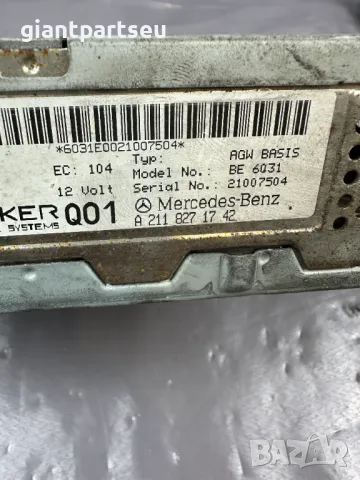 giantpartseu
*6031E0021007504*
Typ: AGW BASIS
EC: 104 Model No.: BE 6031
12 Volt Serial No.: 21007504
KER Q01 Mercedes-Benz
SYSTEMS A 211 827 17 42
BAZAR